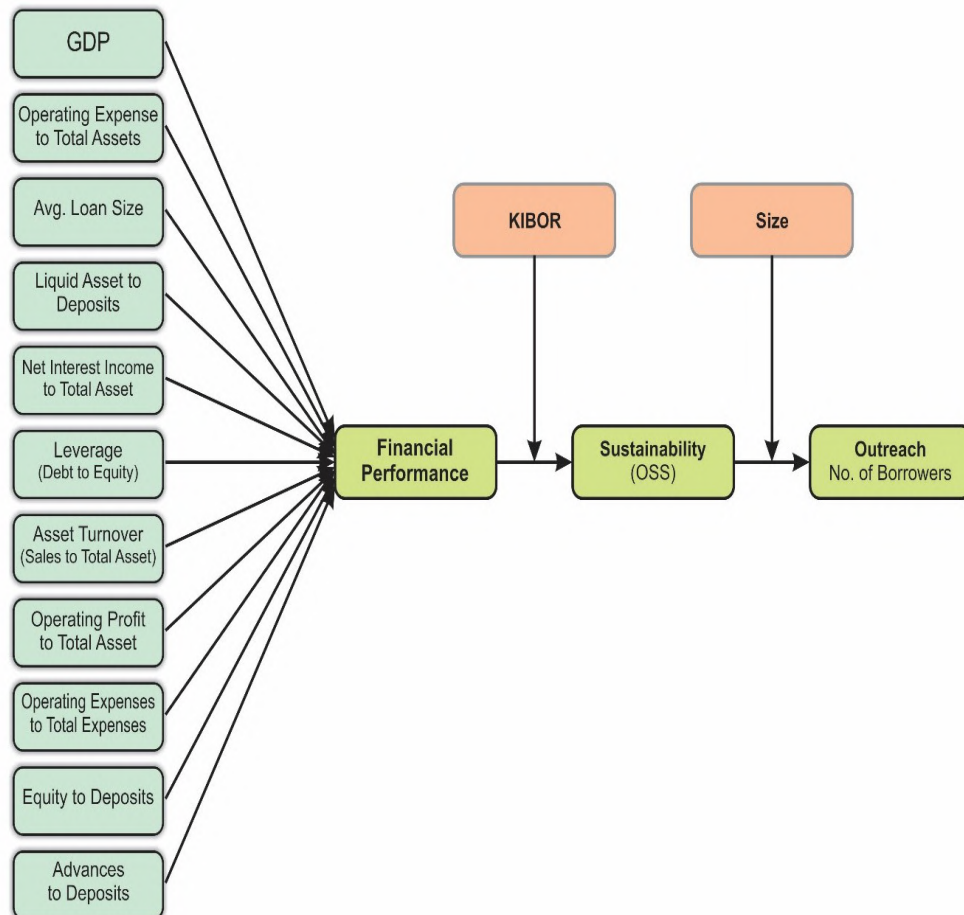 GDP
Operating Expense
to Total Assets
Avg. Loan Size
Liquid Asset to
Deposits
Net Interest Income
to Total Asset
Leverage
(Debt to Equity)
Asset Turnover
(Sales to Total Asset)
Operating Profit
to Total Asset
Operating Expenses
to Total Expenses
Equity to Deposits
Advances
to Deposits
Financial
Performance
KIBOR
Sustainability
(OSS)
Size
Outreach
No. of Borrowers